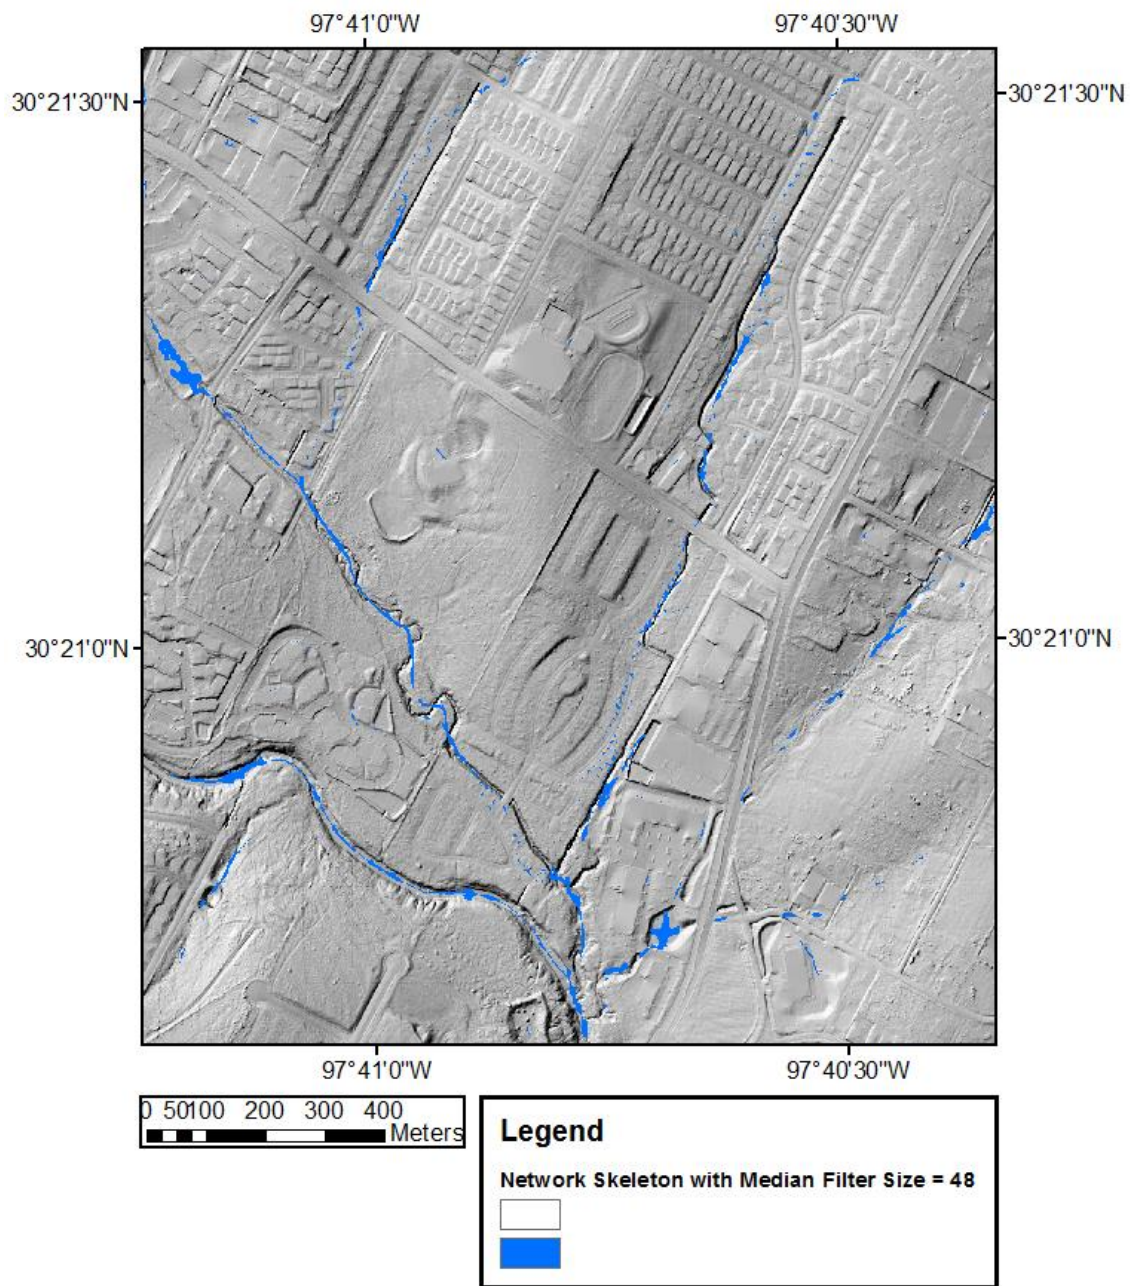 97°41'0"W 97°40'30"W
30°21'30"N 30°21'30"N
30°21'0"N 30°21'0"N
97°41'0"W 97°40'30"W
0 50100 200 300 400
Meters
Legend
Network Skeleton with Median Filter Size = 48